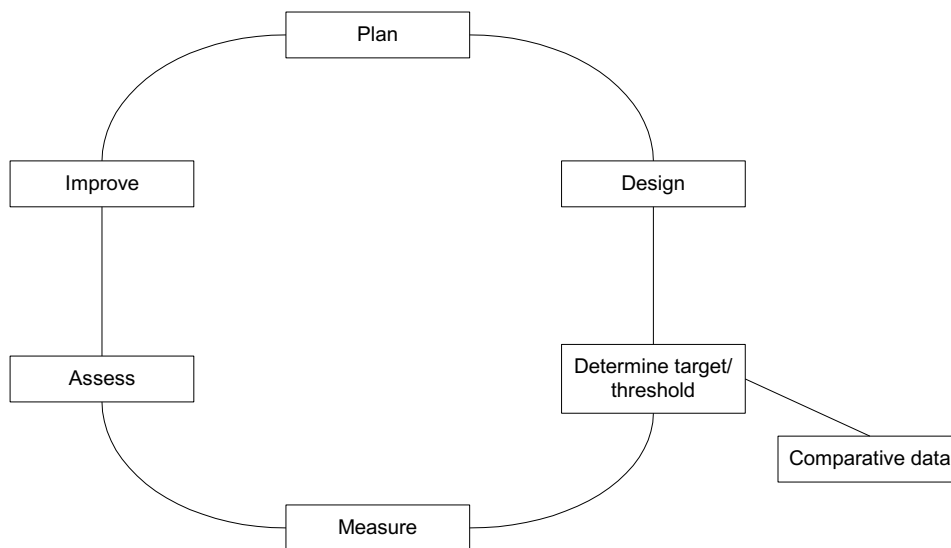 Plan
Improve
Design
Assess
Determine target/
threshold
Comparative data
Measure